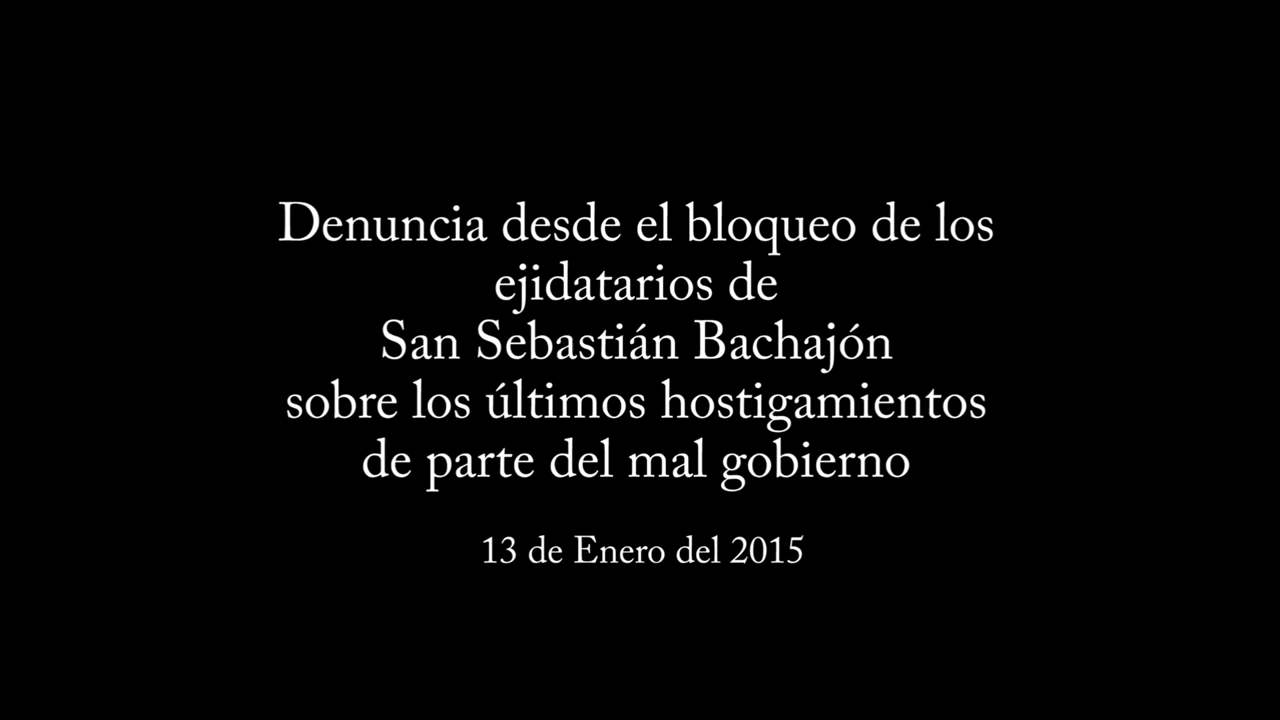 Denuncia desde el bloqueo de los
ejidatarios de
San Sebastián Bachajón
sobre los últimos hostigamientos
de parte del mal gobierno
13 de Enero del 2015